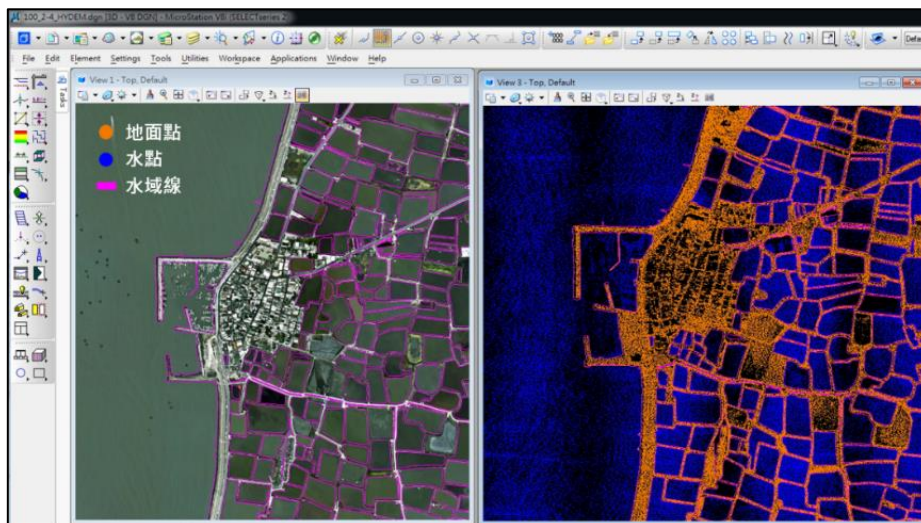 100_2-4_HYDEM.dgn [3D - V8 DGN] - MicroStation V8i (SELECTseries 2)
File Edit Element Settings Tools Utilities Workspace Applications Window Help
Tasks
View 1 - Top, Default
View 3 - Top, Default
地面點
水點
水域線